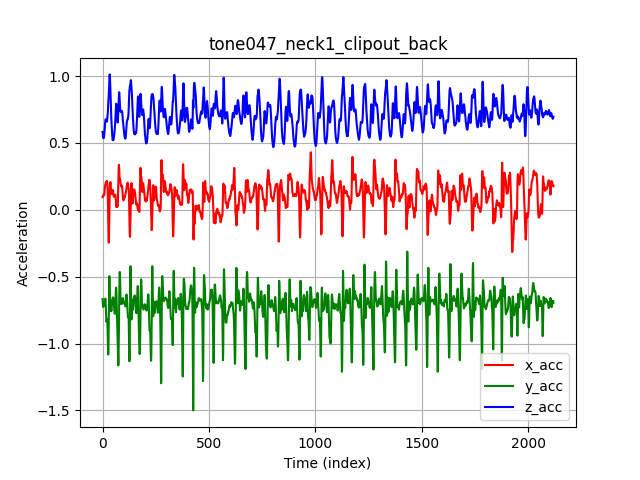 tone047_neck1_clipout_back
1.0
0.5
0.0
−0.5
−1.0
−1.5
Acceleration
0
500
1000
1500
2000
Time (index)
x_acc
y_acc
z_acc